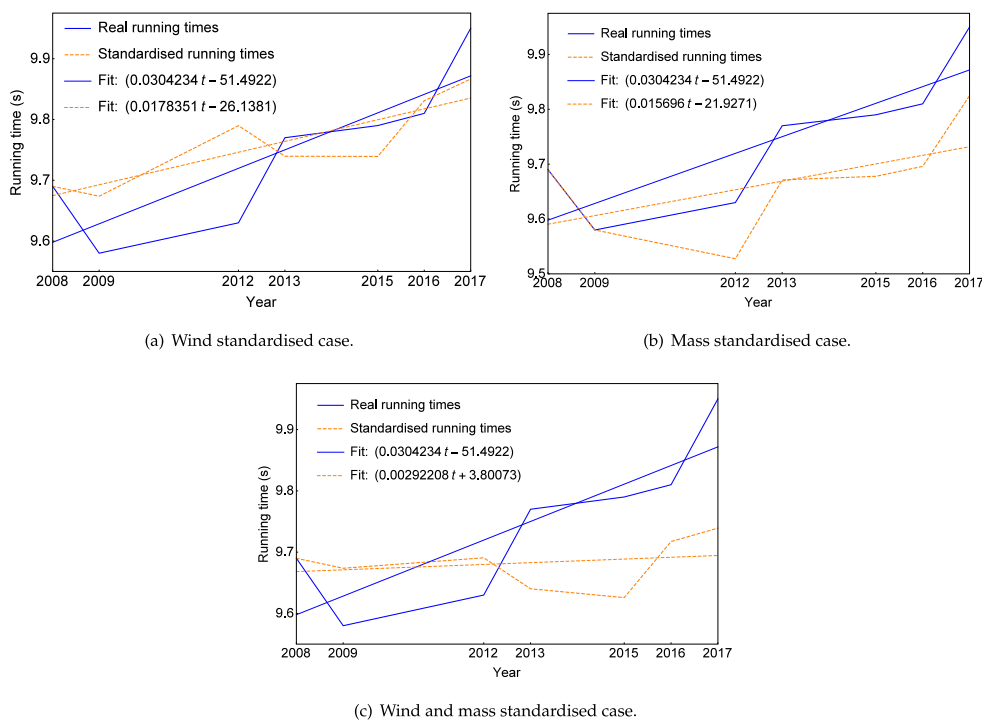 Real running times
Standardised running times
Fit: (0.0304234 t – 51.4922)
Fit: (0.0178351 t – 26.1381)
9.9
9.8
9.7
9.6
Running time (s)
2008 2009 2012 2013 2015 2016 2017
Year
(a) Wind standardised case.
Real running times
Standardised running times
Fit: (0.0304234 t – 51.4922)
Fit: (0.015696 t – 21.9271)
9.9
9.8
9.7
9.6
9.5
Running time (s)
2008 2009 2012 2013 2015 2016 2017
Year
(b) Mass standardised case.
Real running times
Standardised running times
Fit: (0.0304234 t – 51.4922)
Fit: (0.00292208 t + 3.80073)
9.9
9.8
9.7
9.6
Running time (s)
2008 2009 2012 2013 2015 2016 2017
Year
(c) Wind and mass standardised case.